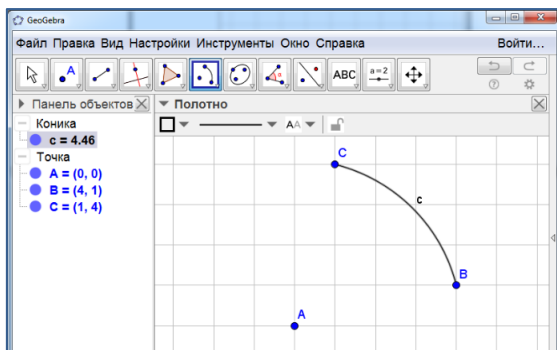 GeoGebra
Файл Правка Вид Настройки Инструменты Окно Справка Войти...
ABC a=2
Панель объектов
Коника
c = 4.46
Точка
A = (0, 0)
B = (4, 1)
C = (1, 4)
Полотно
AA
C
c
B
A